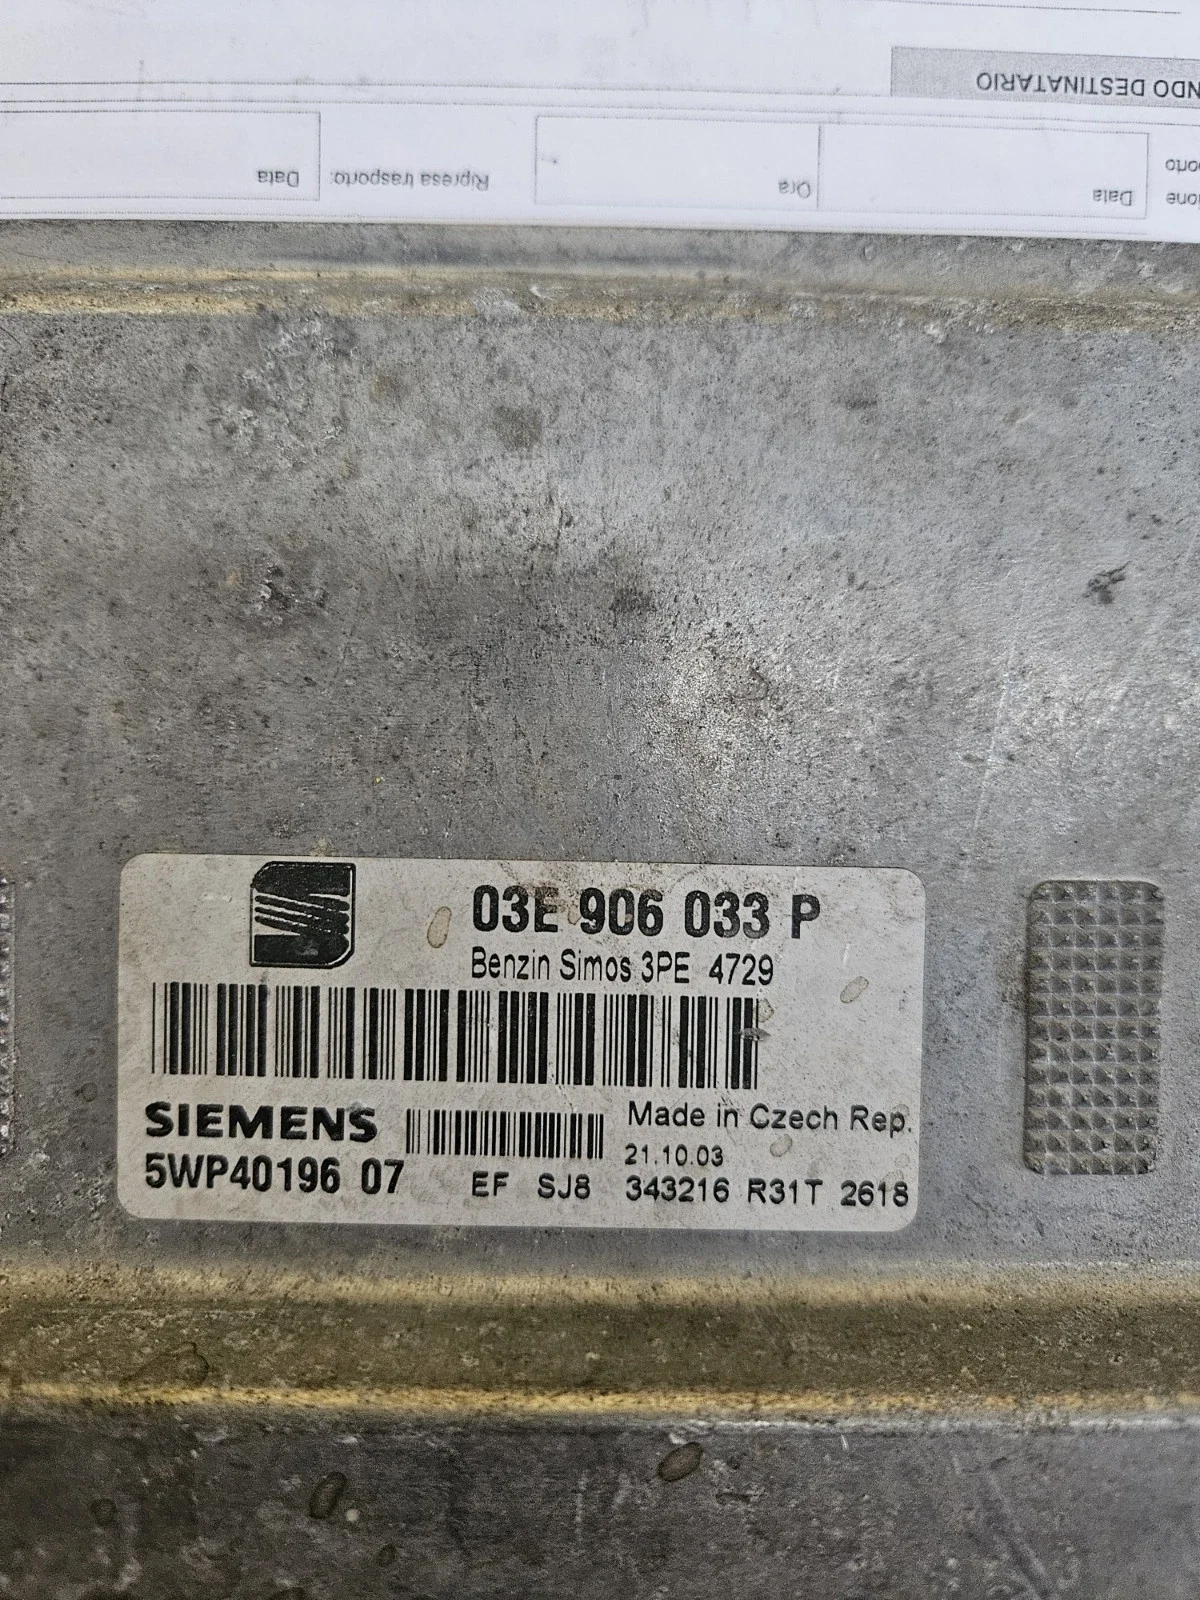 NDO DESTINATARIO
Data
Ripresa trasporto:
Ora
Data
03E 906 033 P
Benzin Simos 3PE 4729
SIEMENS
Made in Czech Rep.
21.10.03
5WP40196 07
EF SJ8 343216 R31T 2618